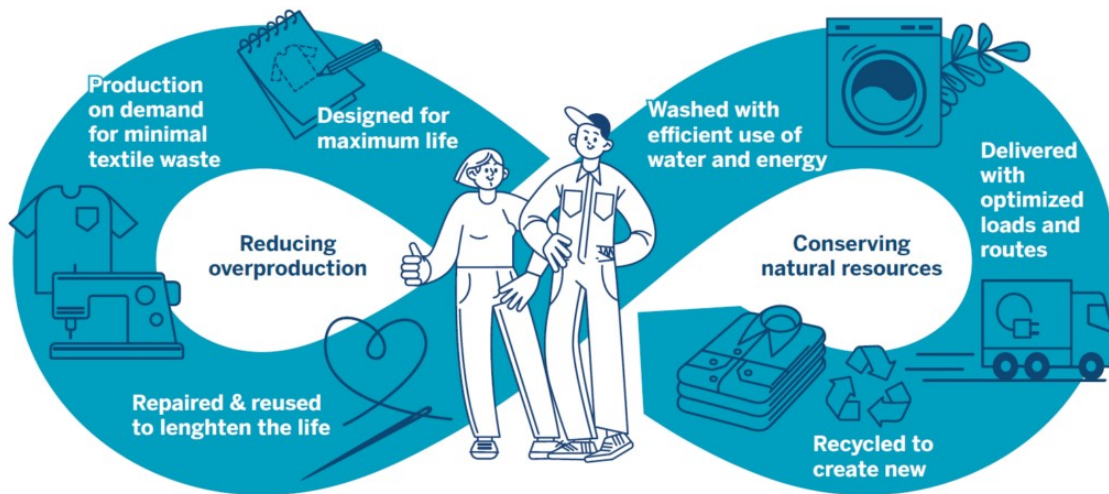 Production
on demand
for minimal
textile waste
Designed for
maximum life
Reducing
overproduction
Repaired & reused
to lenghten the life
Washed with
efficient use of
water and energy
Delivered
with
optimized
loads and
routes
Conserving
natural resources
Recycled to
create new